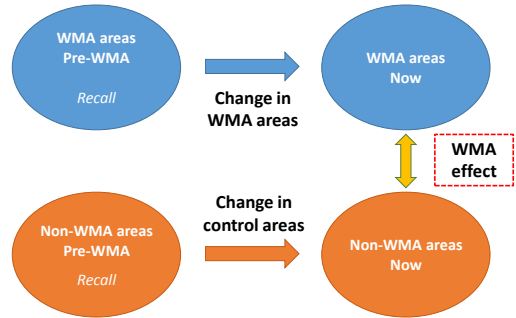 WMA areas
Pre-WMA
Recall
Change in
WMA areas
WMA areas
Now
WMA
effect
Non-WMA areas
Pre-WMA
Recall
Change in
control areas
Non-WMA areas
Now